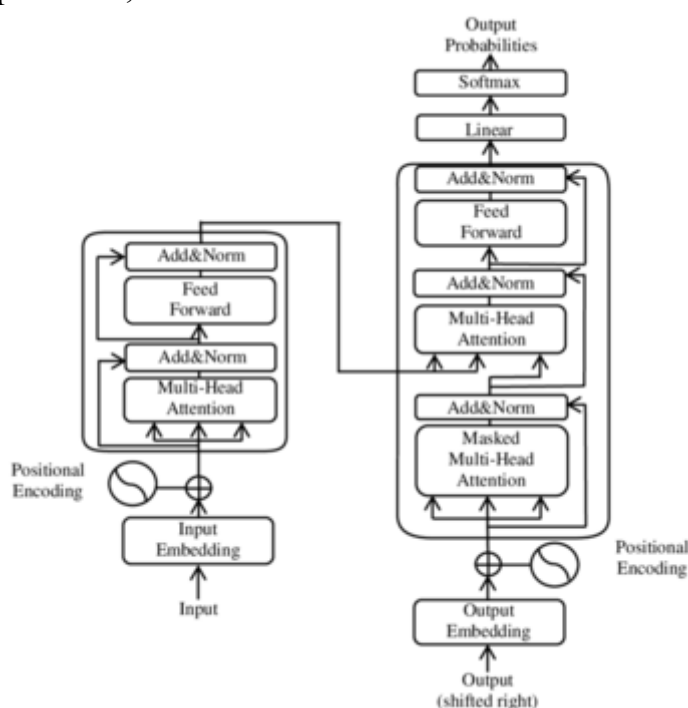 Output
Probabilities
Softmax
Linear
Add&Norm
Feed
Forward
Add&Norm
Multi-Head
Attention
Add&Norm
Masked
Multi-Head
Attention
Positional
Encoding
Output
Embedding
Output
(shifted right)
Add&Norm
Feed
Forward
Add&Norm
Multi-Head
Attention
Positional
Encoding
Input
Embedding
Input